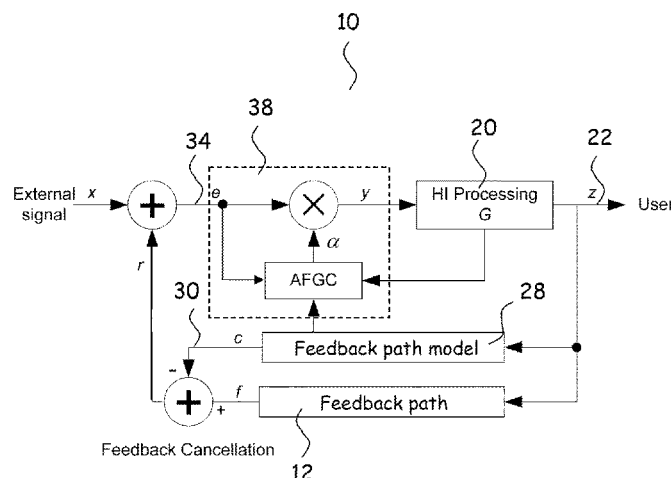 10
38
34
20
22
External signal
x
+
e
×
y
HI Processing
G
z
User
α
r
AFGC
30
28
c
Feedback path model
-
+
f
+
Feedback path
Feedback Cancellation
12